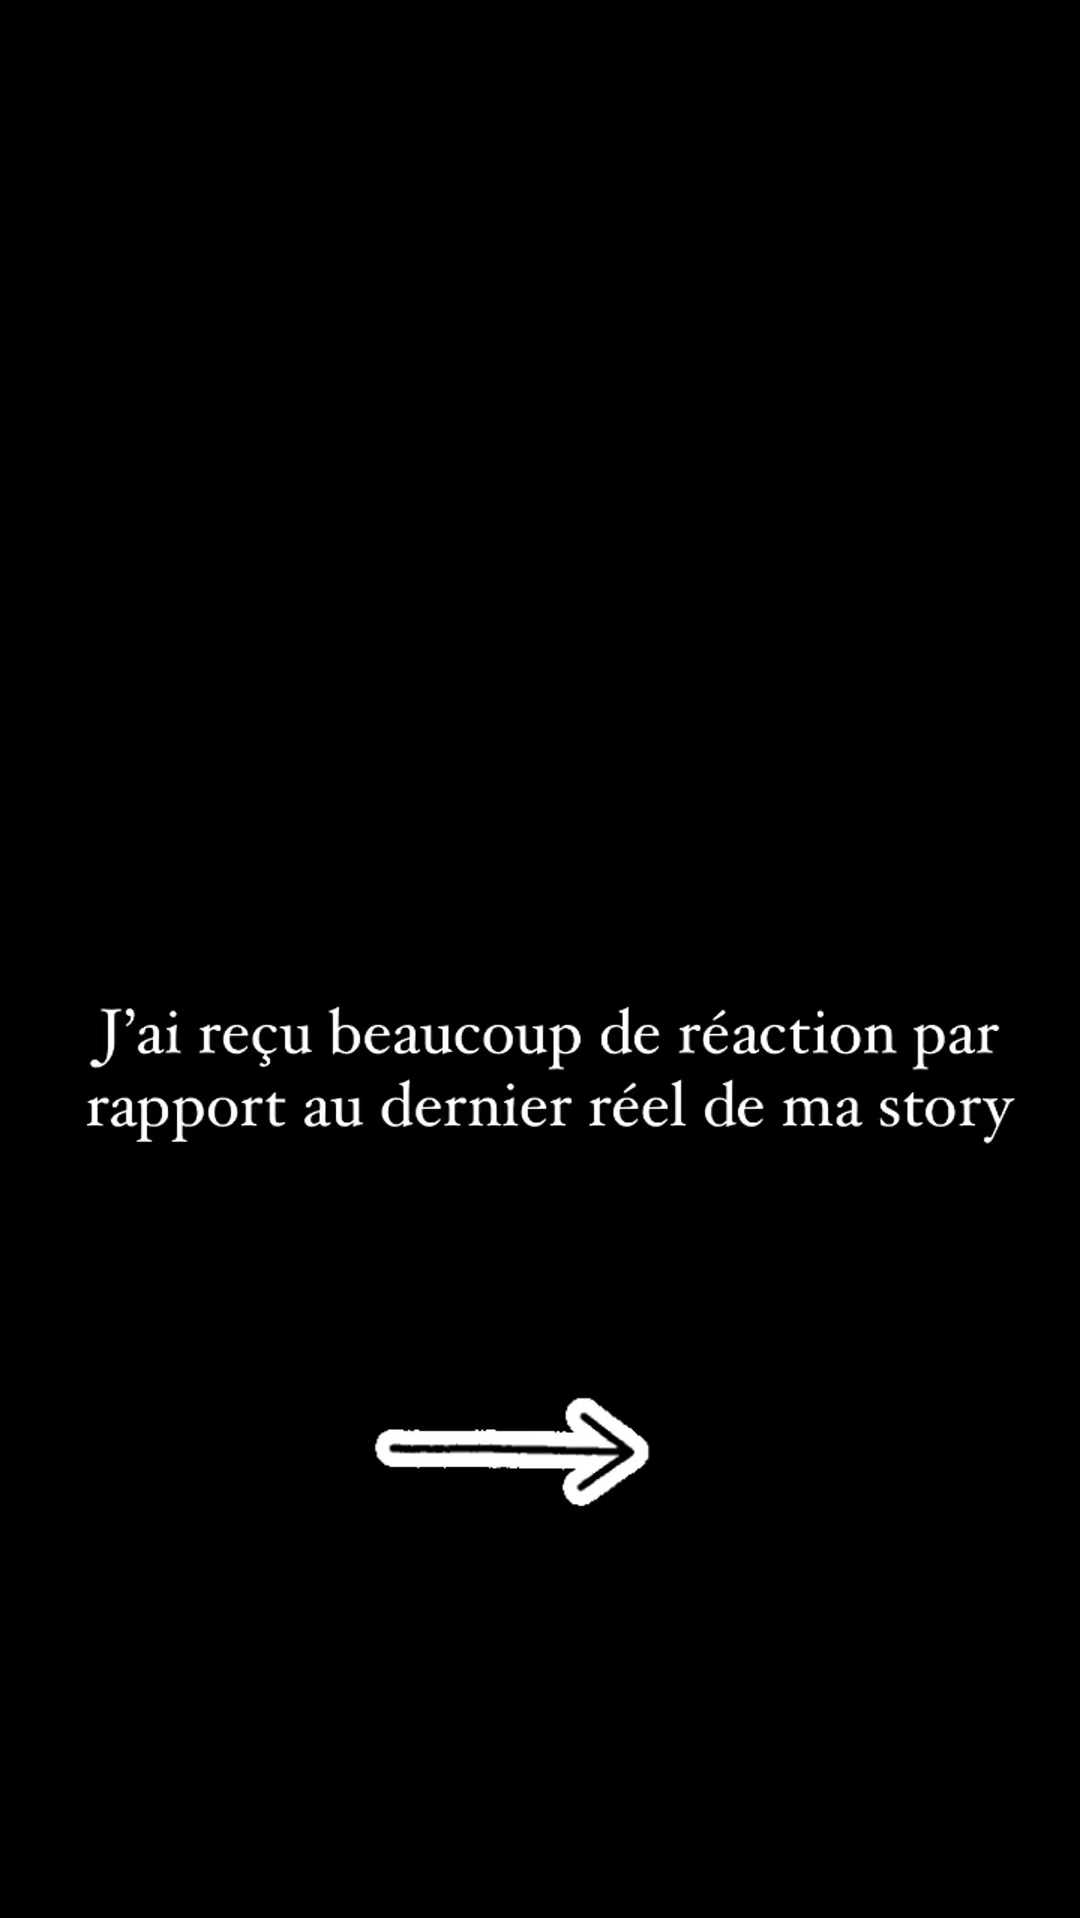 J’ai reçu beaucoup de réaction par
rapport au dernier réel de ma story